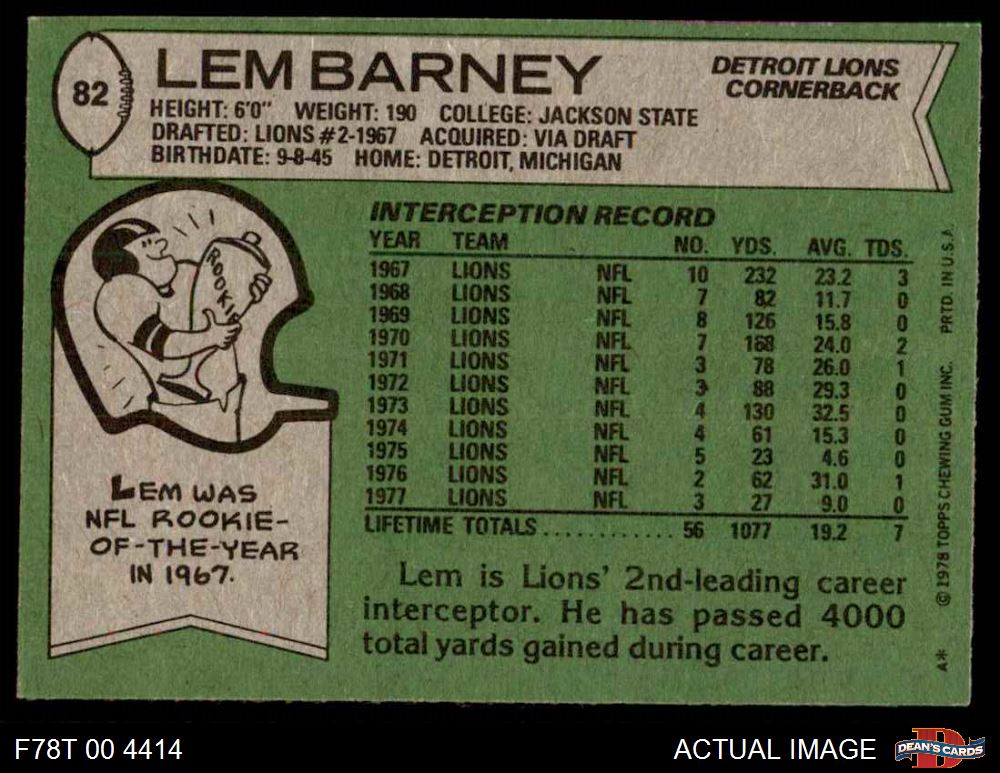 82
LEM BARNEY
DETROIT LIONS
CORNERBACK
HEIGHT: 6'0" WEIGHT: 190 COLLEGE: JACKSON STATE
DRAFTED: LIONS #2-1967 ACQUIRED: VIA DRAFT
BIRTHDATE: 9-8-45 HOME: DETROIT, MICHIGAN
ROOKIE
LEM WAS
NFL ROOKIE-
OF-THE-YEAR
IN 1967.
INTERCEPTION RECORD
YEAR TEAM NO. YDS. AVG. TDS.
1967 LIONS NFL 10 232 23.2 3
1968 LIONS NFL 7 82 11.7 0
1969 LIONS NFL 8 126 15.8 0
1970 LIONS NFL 7 168 24.0 2
1971 LIONS NFL 3 78 26.0 1
1972 LIONS NFL 3 88 29.3 0
1973 LIONS NFL 4 130 32.5 0
1974 LIONS NFL 4 61 15.3 0
1975 LIONS NFL 5 23 4.6 0
1976 LIONS NFL 2 62 31.0 1
1977 LIONS NFL 3 27 9.0 0
LIFETIME TOTALS ............ 56 1077 19.2 7
Lem is Lions' 2nd-leading career
interceptor. He has passed 4000
total yards gained during career.
A* © 1978 TOPPS CHEWING GUM INC. PRTD. IN U.S.A.
F78T 00 4414
ACTUAL IMAGE
D
DEAN'S CARDS